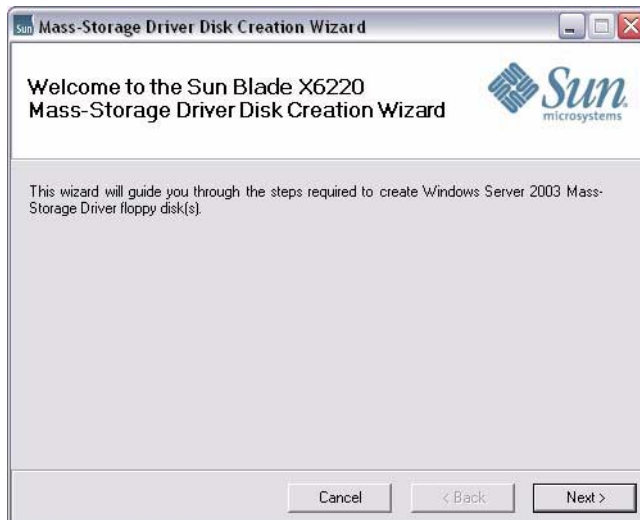 Sun Mass-Storage Driver Disk Creation Wizard
Welcome to the Sun Blade X6220
Mass-Storage Driver Disk Creation Wizard
Sun
microsystems
This wizard will guide you through the steps required to create Windows Server 2003 Mass-
Storage Driver floppy disk(s).
Cancel
< Back
Next >